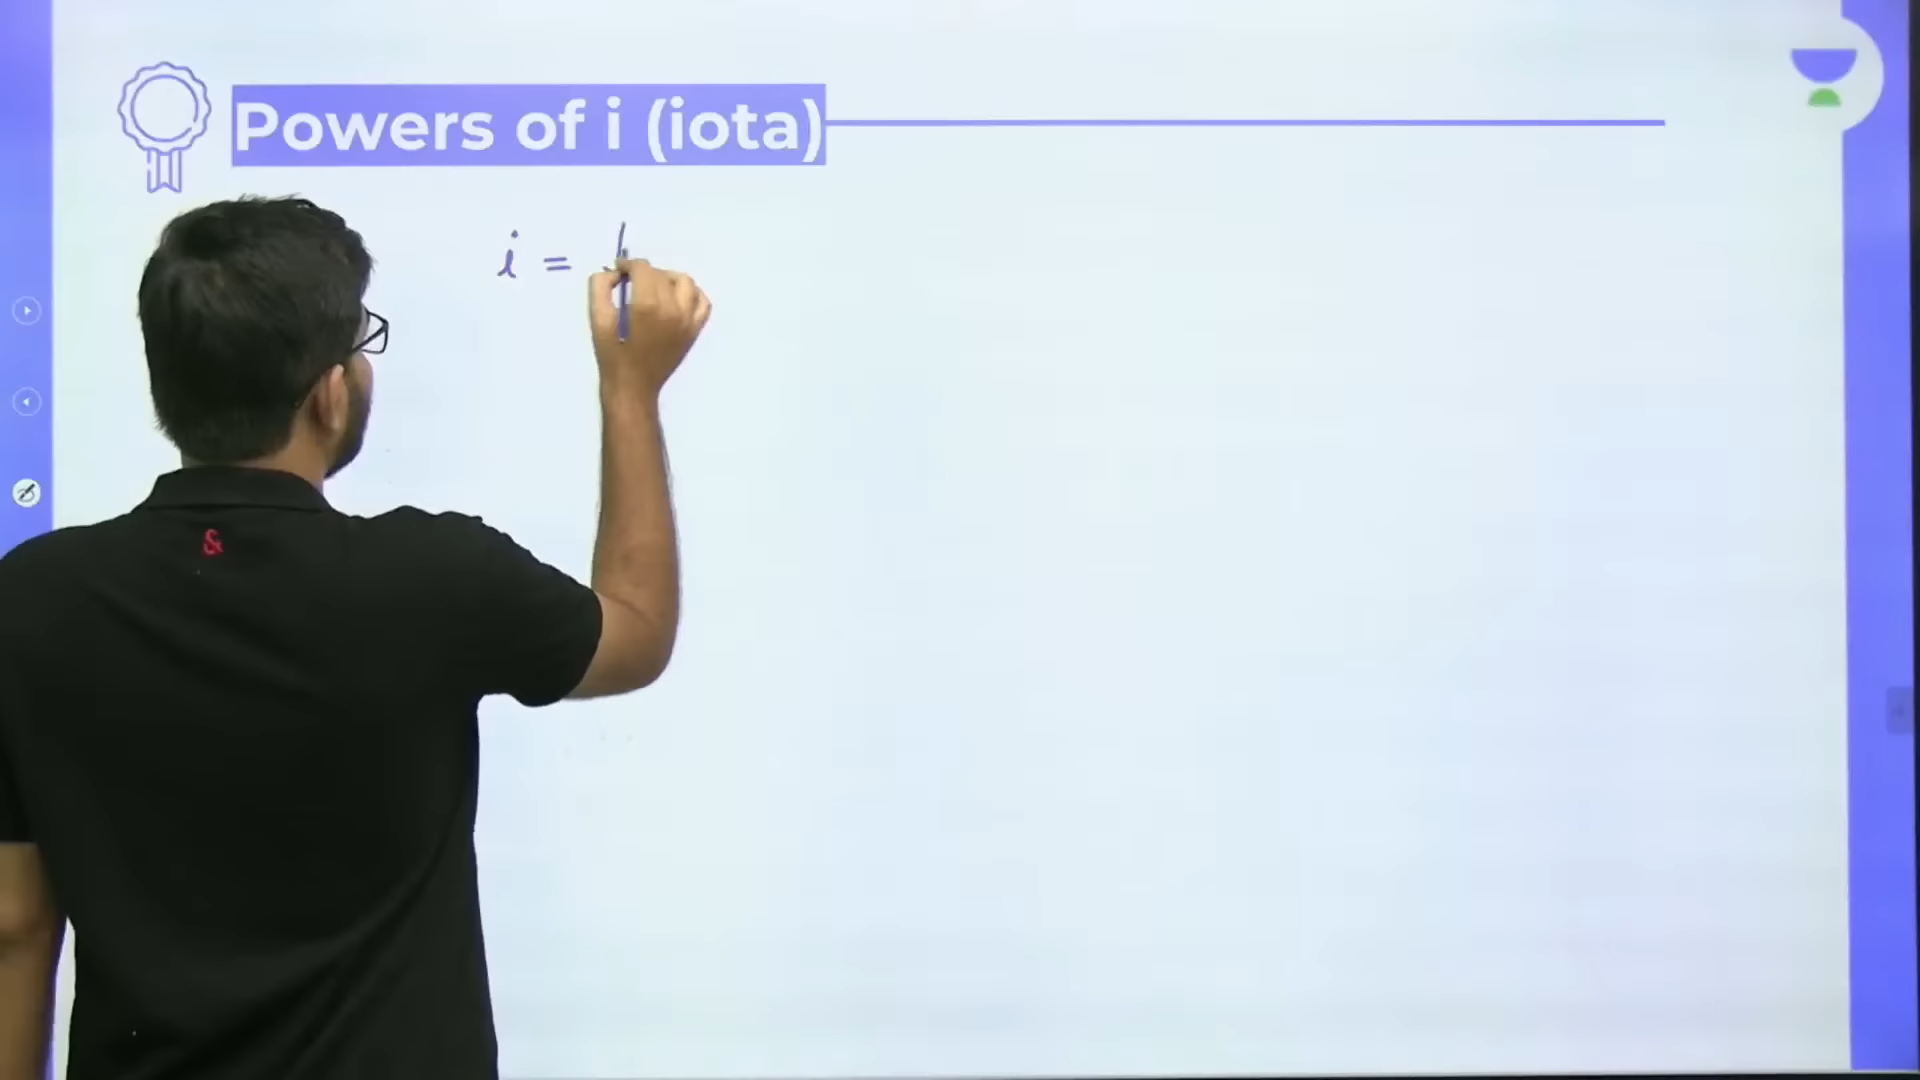 Powers of i (iota)
i =
&